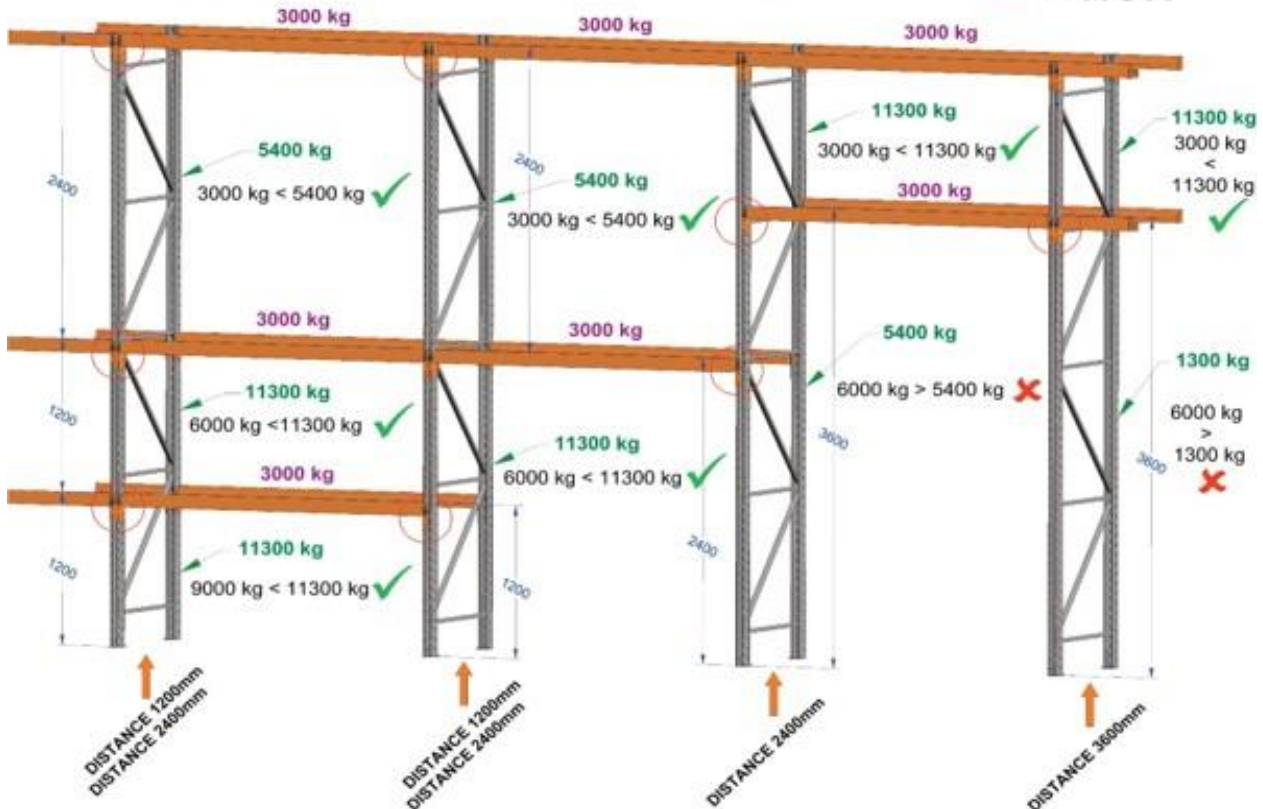 3000 kg
3000 kg
3000 kg
2400
5400 kg
3000 kg < 5400 kg
2400
5400 kg
3000 kg < 5400 kg
11300 kg
3000 kg < 11300 kg
11300 kg
3000 kg
<
11300 kg
3000 kg
3000 kg
3000 kg
1200
11300 kg
6000 kg <11300 kg
11300 kg
6000 kg < 11300 kg
5400 kg
6000 kg > 5400 kg
3600
1300 kg
6000 kg
>
1300 kg
3600
3000 kg
1200
11300 kg
9000 kg < 11300 kg
1200
2400
DISTANCE 1200mm
DISTANCE 2400mm
DISTANCE 1200mm
DISTANCE 2400mm
DISTANCE 2400mm
DISTANCE 3600mm